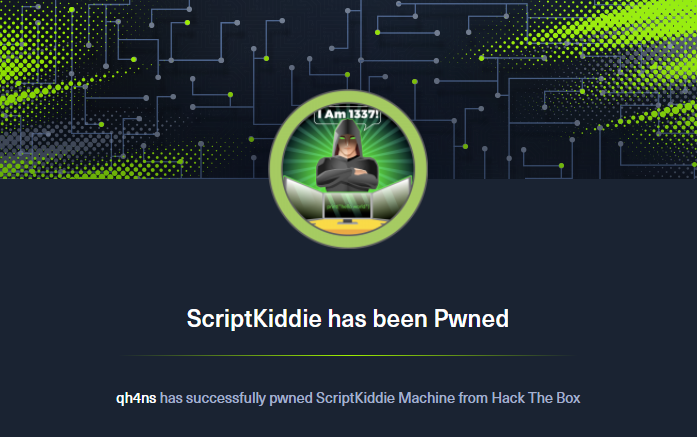 I Am 1337!
ScriptKiddie has been Pwned
qh4ns has successfully pwned ScriptKiddie Machine from Hack The Box